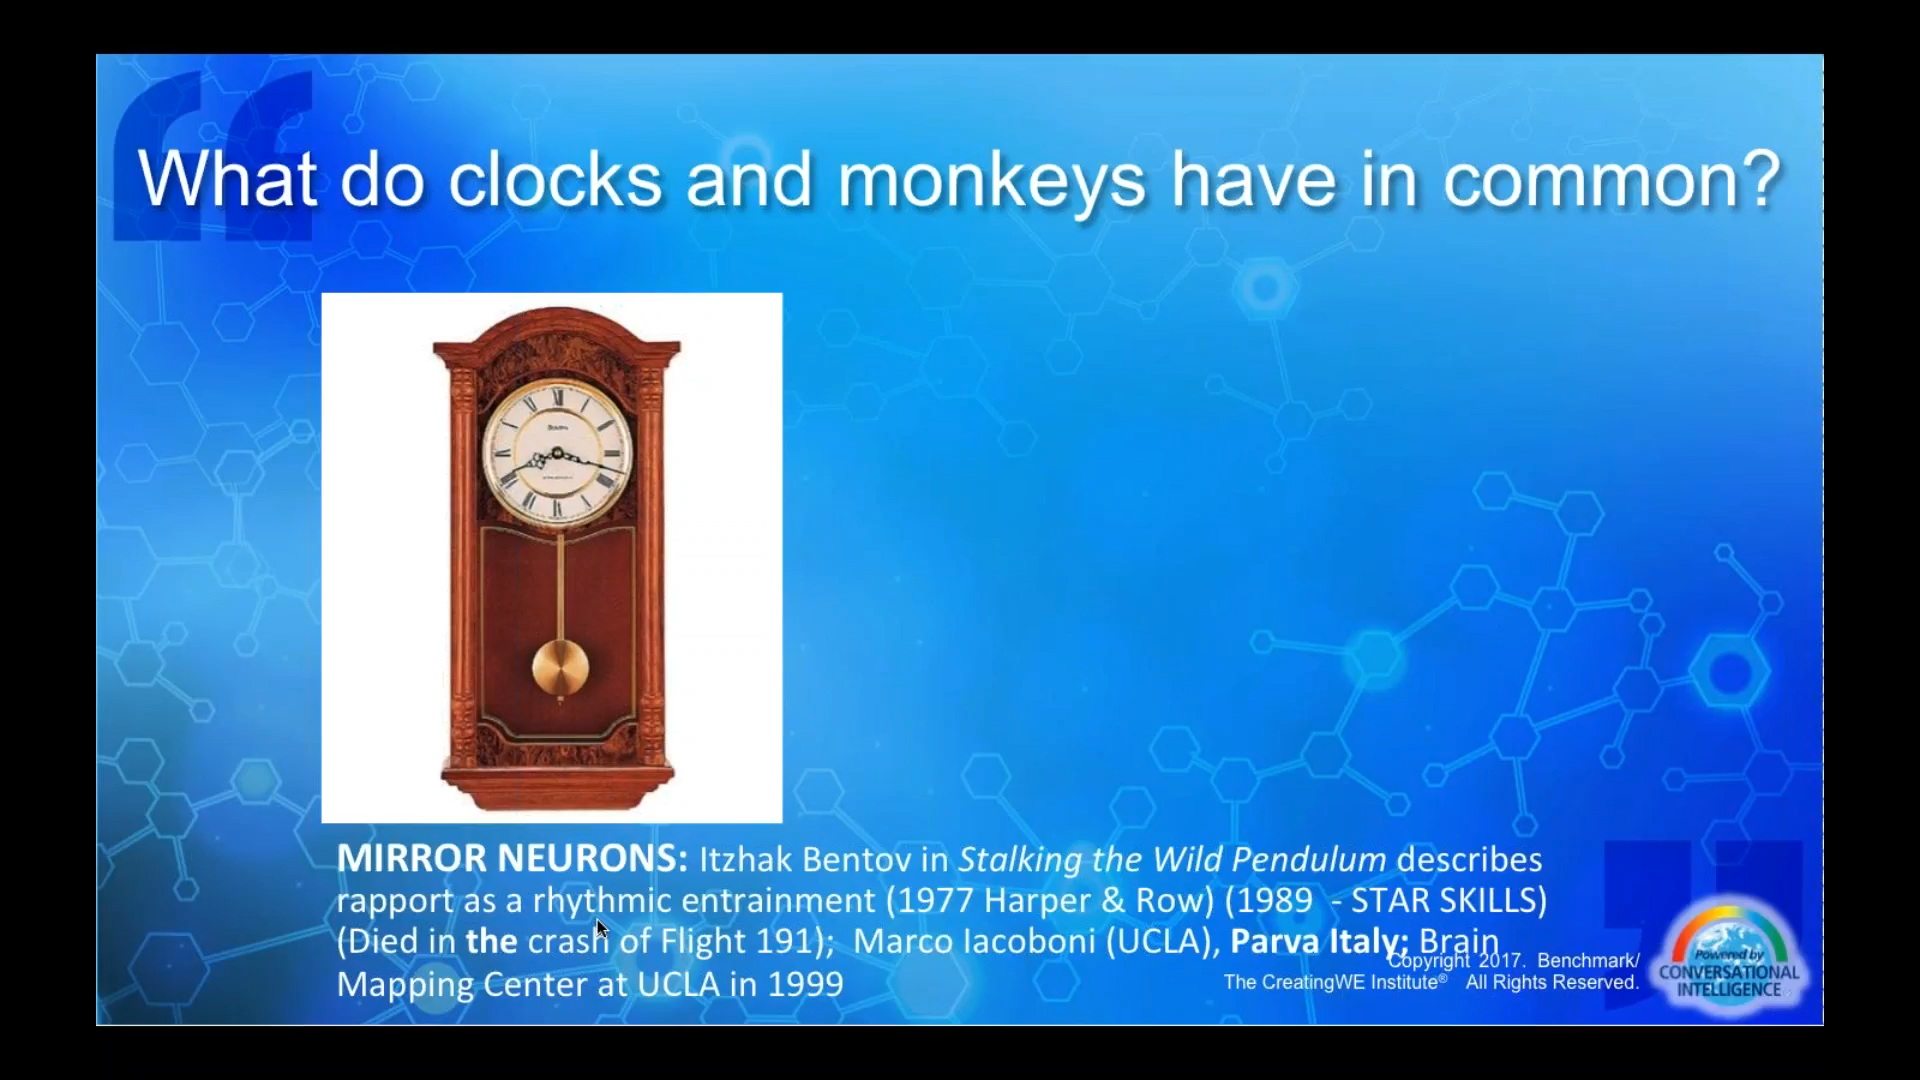 What do clocks and monkeys have in common?
MIRROR NEURONS: Itzhak Bentov in Stalking the Wild Pendulum describes
rapport as a rhythmic entrainment (1977 Harper & Row) (1989 - STAR SKILLS)
(Died in the crash of Flight 191); Marco Iacoboni (UCLA), Parva Italy; Brain
Mapping Center at UCLA in 1999
Copyright 2017. Benchmark/
The CreatingWE Institute® All Rights Reserved.
Powered by
CONVERSATIONAL
INTELLIGENCE